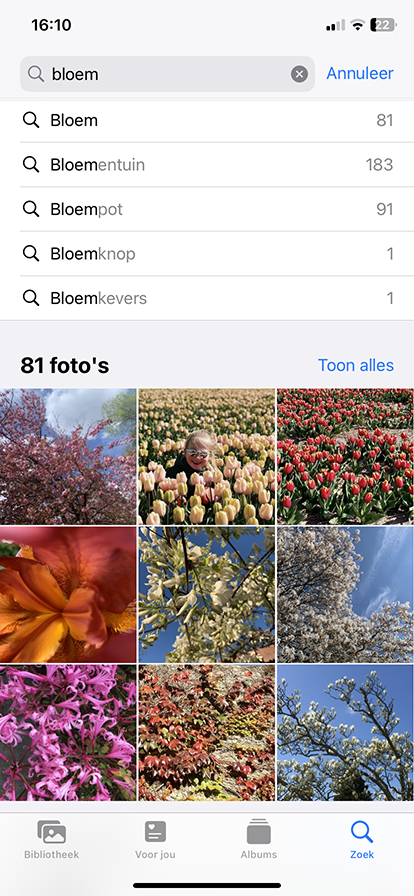 16:10
22
bloem
Annuleer
Bloem 81
Bloementuin 183
Bloempot 91
Bloemknop 1
Bloemkevers 1
81 foto's Toon alles
Bibliotheek Voor jou Albums Zoek